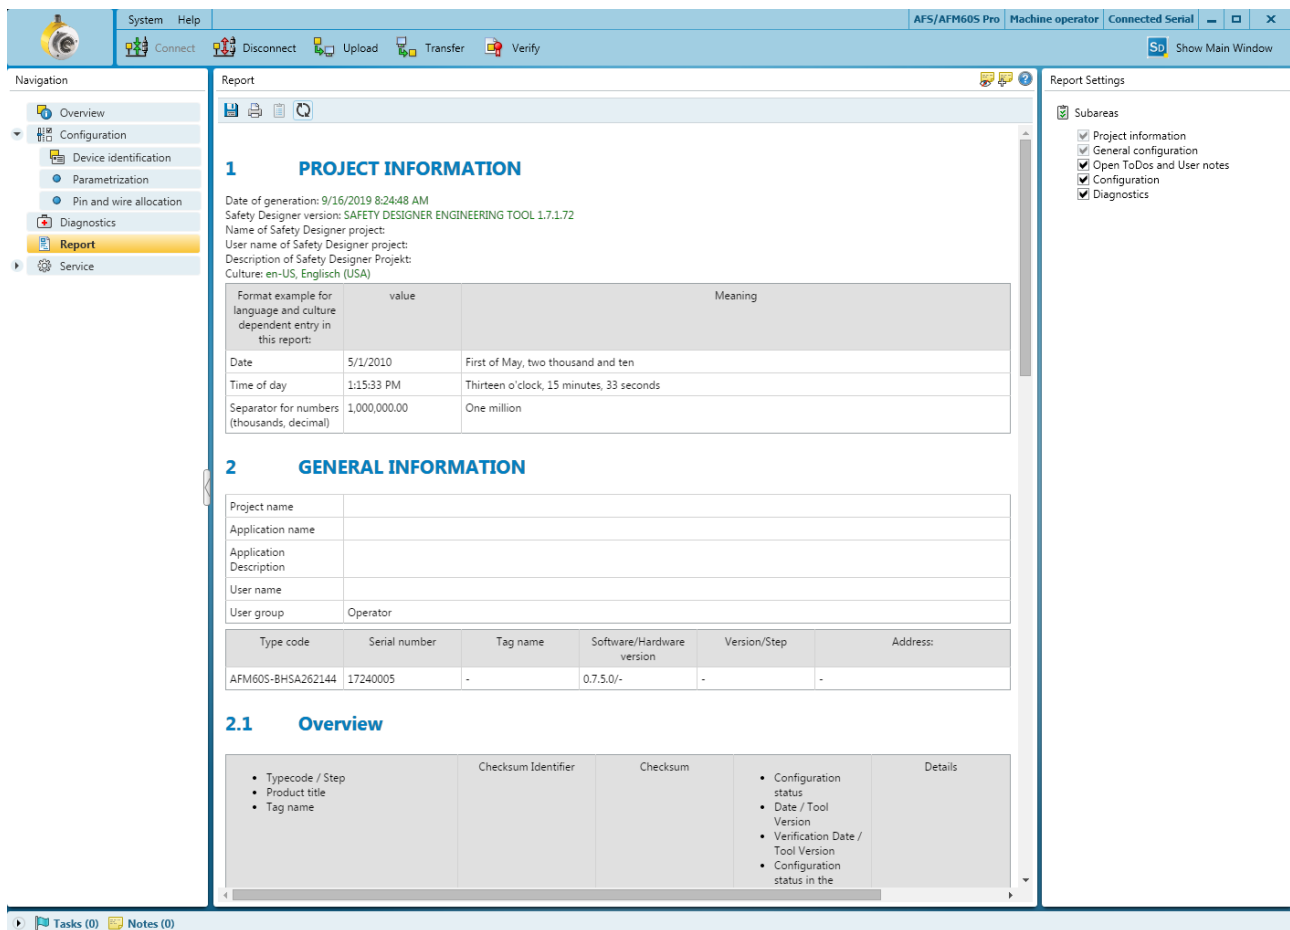 System Help
AFS/AFM60S Pro Machine operator Connected Serial
Connect Disconnect Upload Transfer Verify
SD Show Main Window
Navigation
Overview
Configuration
Device identification
Parametrization
Pin and wire allocation
Diagnostics
Report
Service
Report
1 PROJECT INFORMATION
Date of generation: 9/16/2019 8:24:48 AM
Safety Designer version: SAFETY DESIGNER ENGINEERING TOOL 1.7.1.72
Name of Safety Designer project:
User name of Safety Designer project:
Description of Safety Designer Projekt:
Culture: en-US, Englisch (USA)
Format example for value Meaning
language and culture
dependent entry in
this report:
Date 5/1/2010 First of May, two thousand and ten
Time of day 1:15:33 PM Thirteen o'clock, 15 minutes, 33 seconds
Separator for numbers 1,000,000.00 One million
(thousands, decimal)
2 GENERAL INFORMATION
Project name
Application name
Application
Description
User name
User group Operator
Type code Serial number Tag name Software/Hardware Version/Step Address:
version
AFM60S-BHSA262144 17240005 - 0.7.5.0/- - -
2.1 Overview
• Typecode / Step
• Product title
• Tag name
Checksum Identifier
Checksum
• Configuration
status
• Date / Tool
Version
• Verification Date /
Tool Version
• Configuration
status in the
Details
Report Settings
Subareas
Project information
General configuration
Open ToDos and User notes
Configuration
Diagnostics
Tasks (0) Notes (0)